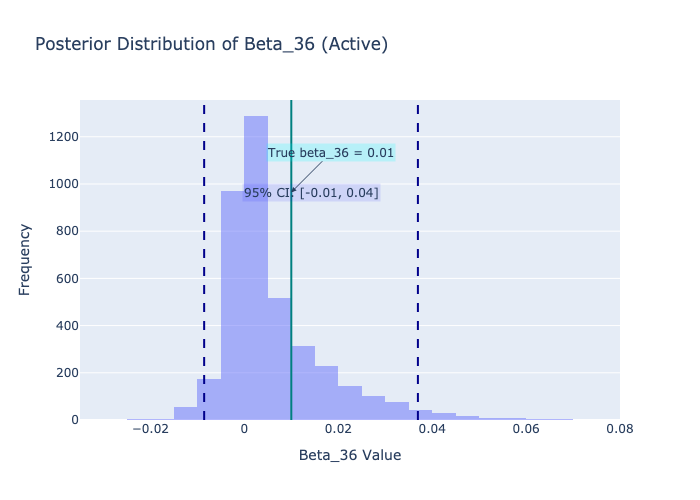 Posterior Distribution of Beta_36 (Active)
1200
1000
800
600
400
200
0
Frequency
True beta_36 = 0.01
95% CI: [-0.01, 0.04]
−0.02
0
0.02
0.04
0.06
0.08
Beta_36 Value